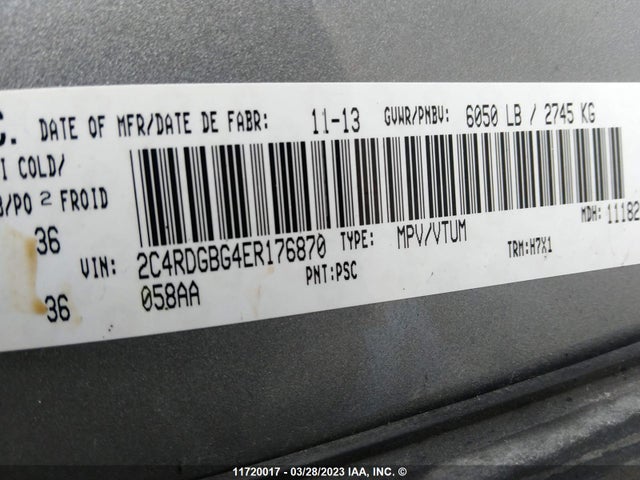 C. DATE OF MFR/DATE DE FABR: 11-13 GVWR/PNBV: 6050 LB / 2745 KG
I COLD/
/PO 2 FROID
36
VIN: 2C4RDGBG4ER176870 TYPE: MPV/VTUM MDH: 11182
36 058AA PNT:PSC TRM:H7X1
11720017 - 03/28/2023 IAA, INC. ©